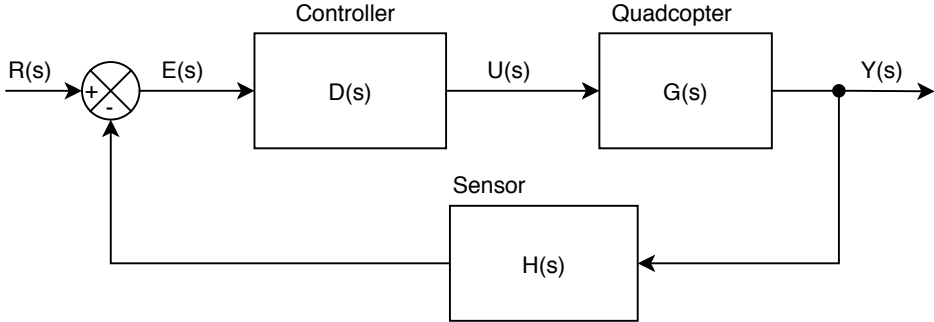 Controller
Quadcopter
R(s)
E(s)
U(s)
Y(s)
+
-
D(s)
G(s)
Sensor
H(s)